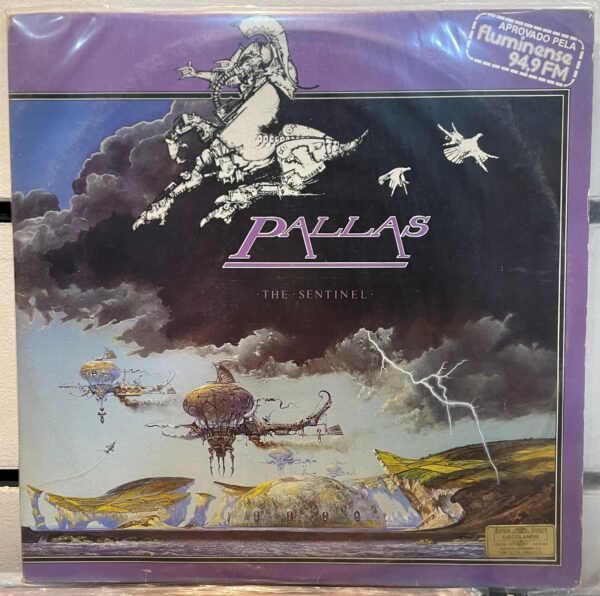 APROVADO PELA
fluminense
94,9 FM
PALLAS
· THE · SENTINEL ·
DISCOLANDIA